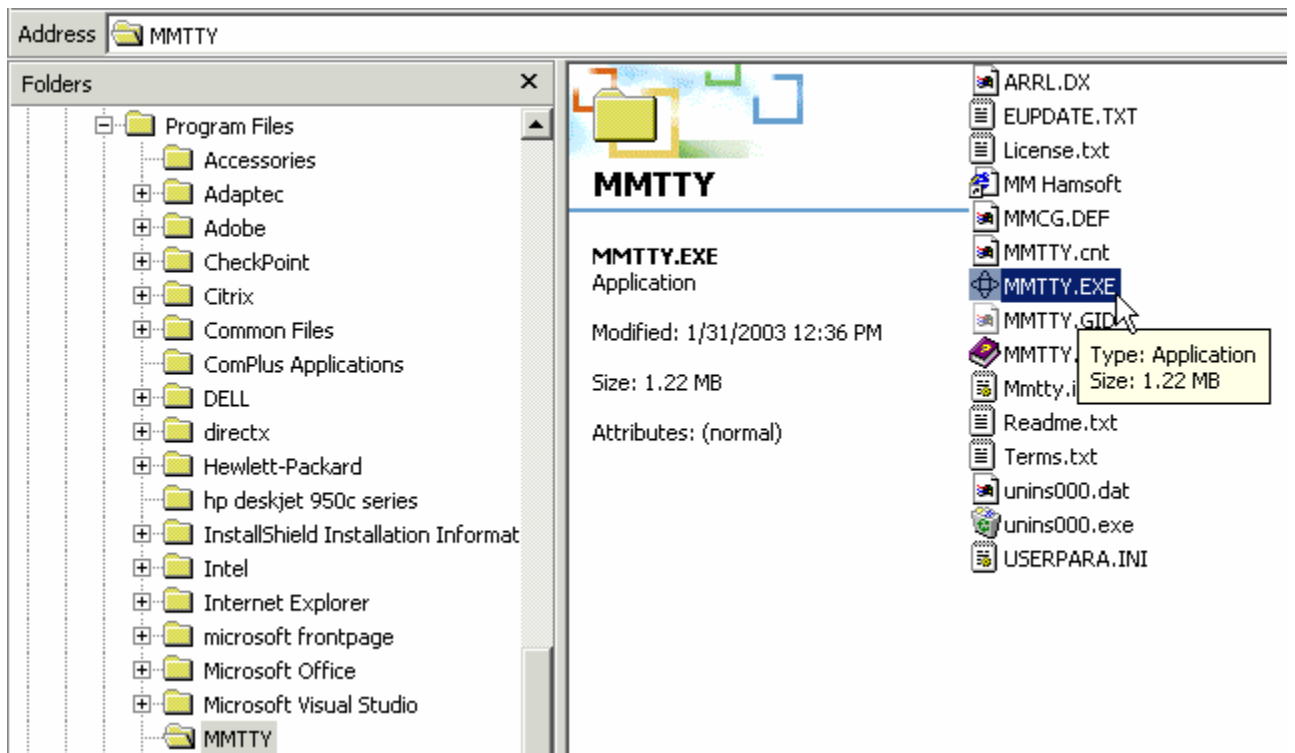 Address MMTTY
Folders
Program Files
Accessories
Adaptec
Adobe
CheckPoint
Citrix
Common Files
ComPlus Applications
DELL
directx
Hewlett-Packard
hp deskjet 950c series
InstallShield Installation Informat
Intel
Internet Explorer
microsoft frontpage
Microsoft Office
Microsoft Visual Studio
MMTTY
MMTTY
MMTTY.EXE
Application
Modified: 1/31/2003 12:36 PM
Size: 1.22 MB
Attributes: (normal)
ARRL.DX
EUPDATE.TXT
License.txt
MM Hamsoft
MMCG.DEF
MMTTY.cnt
MMTTY.EXE
MMTTY.GID
MMTTY.
Mmtty.i
Readme.txt
Terms.txt
unins000.dat
unins000.exe
USERPARA.INI
Type: Application
Size: 1.22 MB